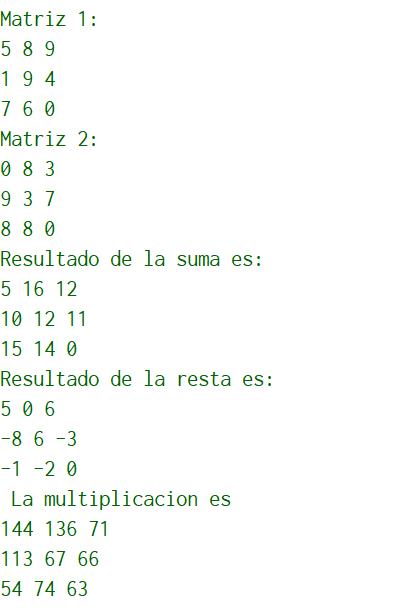 Matriz 1:
5 8 9
1 9 4
7 6 0
Matriz 2:
0 8 3
9 3 7
8 8 0
Resultado de la suma es:
5 16 12
10 12 11
15 14 0
Resultado de la resta es:
5 0 6
-8 6 -3
-1 -2 0
La multiplicacion es
144 136 71
113 67 66
54 74 63